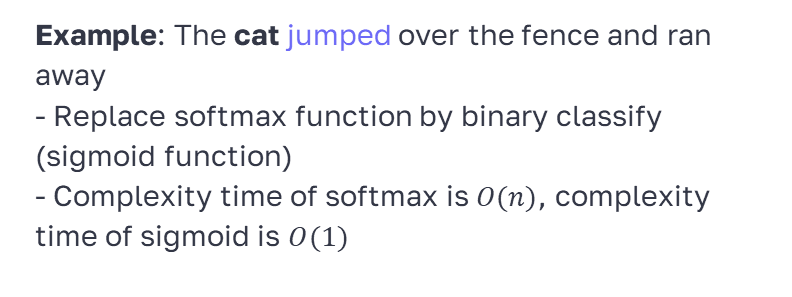 Example: The cat jumped over the fence and ran
away
- Replace softmax function by binary classify
(sigmoid function)
- Complexity time of softmax is O(n), complexity
time of sigmoid is O(1)